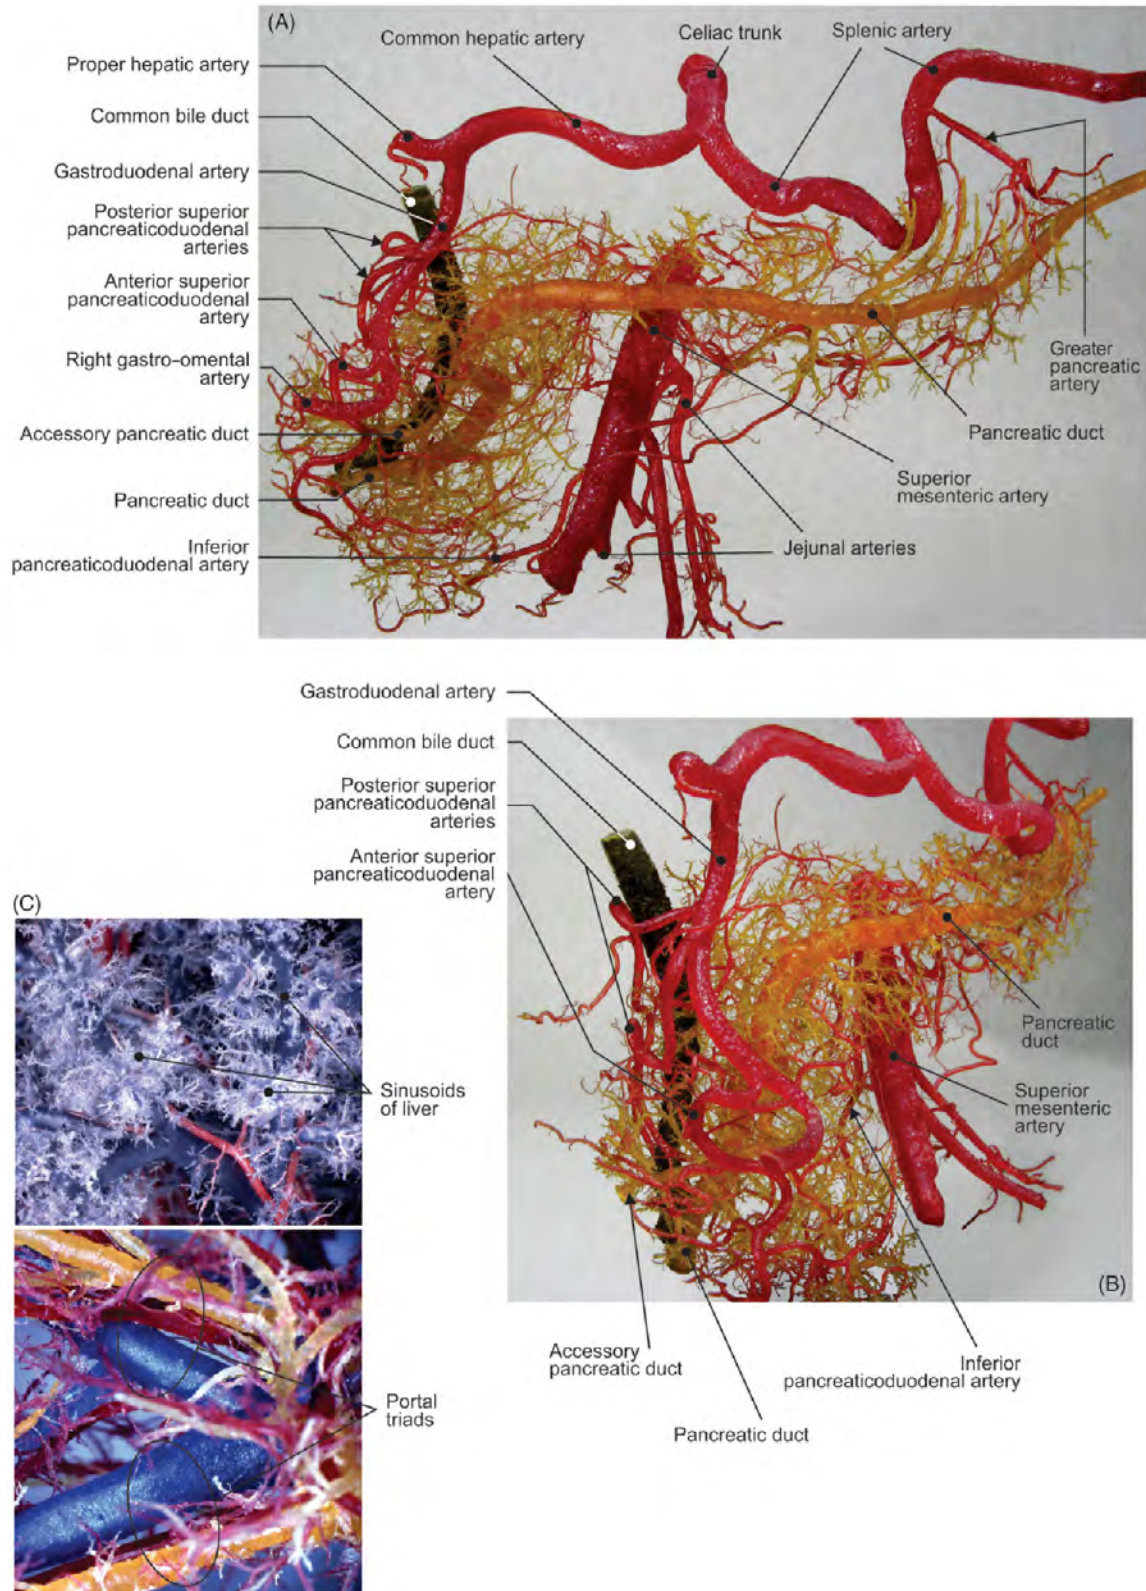 (A)
Common hepatic artery
Celiac trunk
Splenic artery
Proper hepatic artery
Common bile duct
Gastroduodenal artery
Posterior superior
pancreaticoduodenal
arteries
Anterior superior
pancreaticoduodenal
artery
Right gastro-omental
artery
Accessory pancreatic duct
Pancreatic duct
Inferior
pancreaticoduodenal artery
Greater
pancreatic
artery
Pancreatic duct
Superior
mesenteric artery
Jejunal arteries
Gastroduodenal artery
Common bile duct
Posterior superior
pancreaticoduodenal
arteries
Anterior superior
pancreaticoduodenal
artery
Pancreatic
duct
Superior
mesenteric
artery
(B)
Accessory
pancreatic duct
Inferior
pancreaticoduodenal artery
Pancreatic duct
(C)
Sinusoids
of liver
Portal
triads